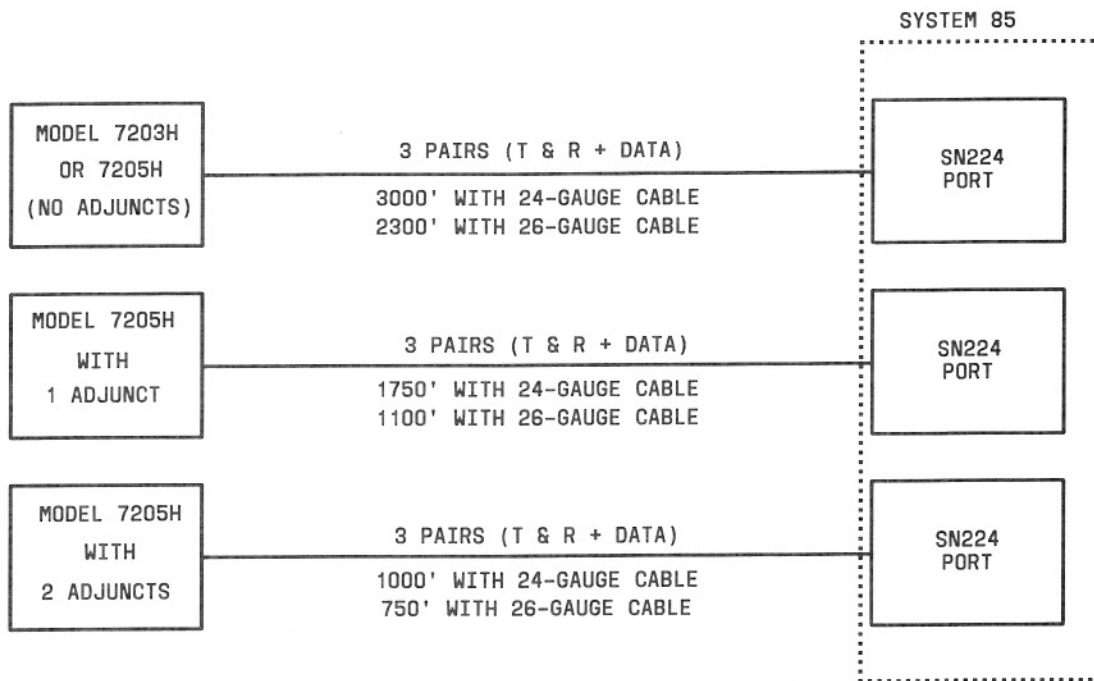 SYSTEM 85
MODEL 7203H
OR 7205H
(NO ADJUNCTS)
3 PAIRS (T & R + DATA)
3000' WITH 24-GAUGE CABLE
2300' WITH 26-GAUGE CABLE
SN224
PORT
MODEL 7205H
WITH
1 ADJUNCT
3 PAIRS (T & R + DATA)
1750' WITH 24-GAUGE CABLE
1100' WITH 26-GAUGE CABLE
SN224
PORT
MODEL 7205H
WITH
2 ADJUNCTS
3 PAIRS (T & R + DATA)
1000' WITH 24-GAUGE CABLE
750' WITH 26-GAUGE CABLE
SN224
PORT